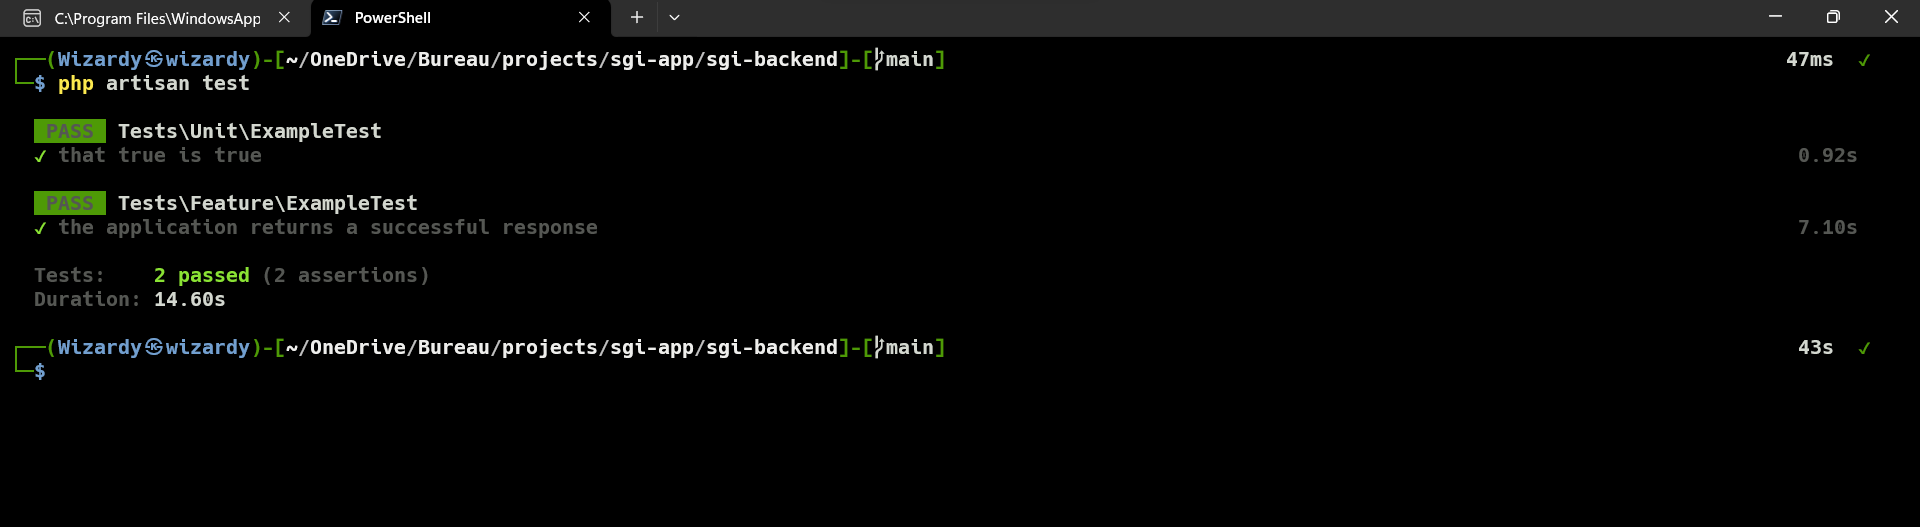 C:\Program Files\WindowsApp
PowerShell
(Wizardy㉿wizardy)-[~/OneDrive/Bureau/projects/sgi-app/sgi-backend]-[main] 47ms ✓
$ php artisan test
PASS Tests\Unit\ExampleTest
✓ that true is true 0.92s
PASS Tests\Feature\ExampleTest
✓ the application returns a successful response 7.10s
Tests: 2 passed (2 assertions)
Duration: 14.60s
(Wizardy㉿wizardy)-[~/OneDrive/Bureau/projects/sgi-app/sgi-backend]-[main] 43s ✓
$